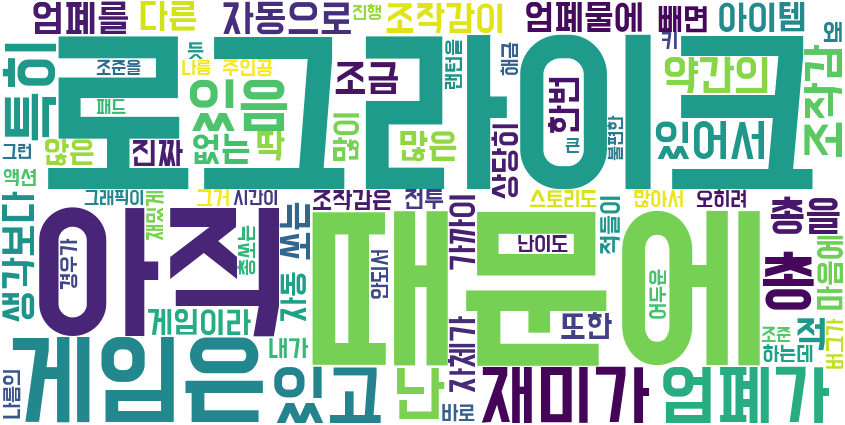 엄폐를 다른 자동으로 진행 조작감이 엄폐물에 빼면 아이템 왜
특히 로그라이크 듯 조준을 나름 주인공 조금 랜턴을 해금 키 약간의 조작감
패드 있음 한번
그런 않은 진짜 없는 딱 많이 많은 상당히 큰 불편한 있어서
액션 그래픽이 그거 시간이 조작감은 전투 스토리도 많아서 오히려
생각보다 아직 재밌게 쏘는 때문에 가까이 난이도 적들이 총을
경우가 총쏘는 안되서 어두운 총 마음에
게임이라 자동 또한 조준 적
게임은 내가 자체가 하는데 버그가
나름의 있고 난 바로 재미가 엄폐가